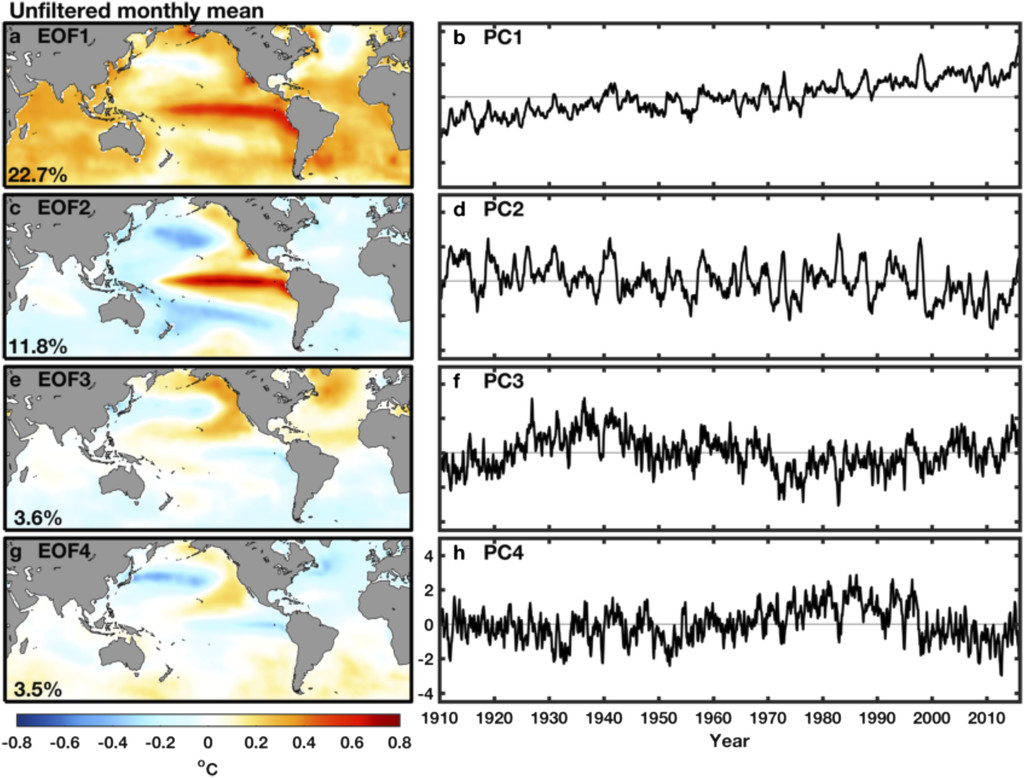 Unfiltered monthly mean
a EOF1
22.7%
b PC1
c EOF2
11.8%
d PC2
e EOF3
3.6%
f PC3
g EOF4
3.5%
h PC4
4
2
0
-2
-4
1910 1920 1930 1940 1950 1960 1970 1980 1990 2000 2010
Year
-0.8 -0.6 -0.4 -0.2 0 0.2 0.4 0.6 0.8
oC